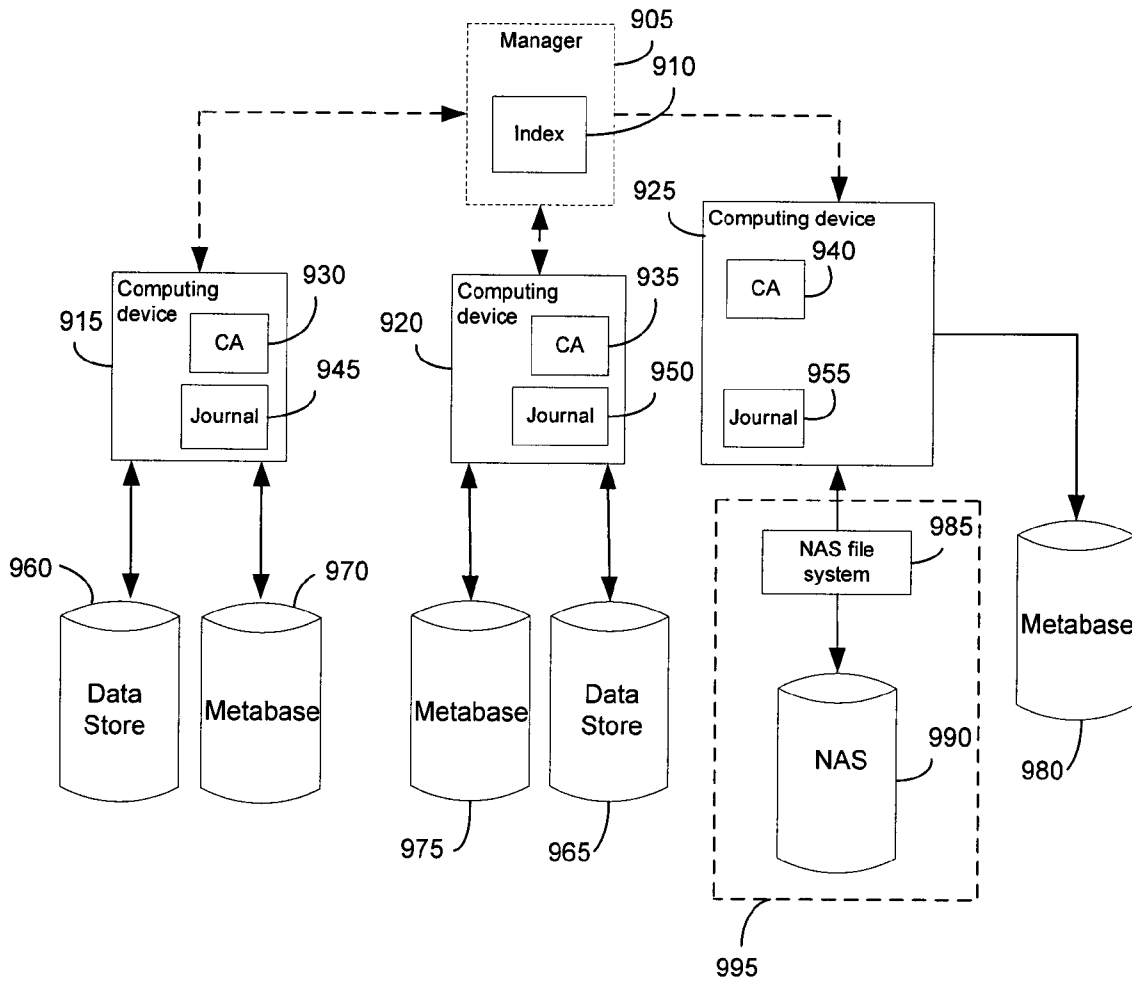 905
Manager
910
Index
925
Computing device
940
CA
955
Journal
930
Computing
device
915
CA
945
Journal
935
Computing
device
920
CA
950
Journal
985
NAS file
system
960
970
Data
Store
Metabase
Metabase
Data
Store
NAS
990
Metabase
980
975
965
995